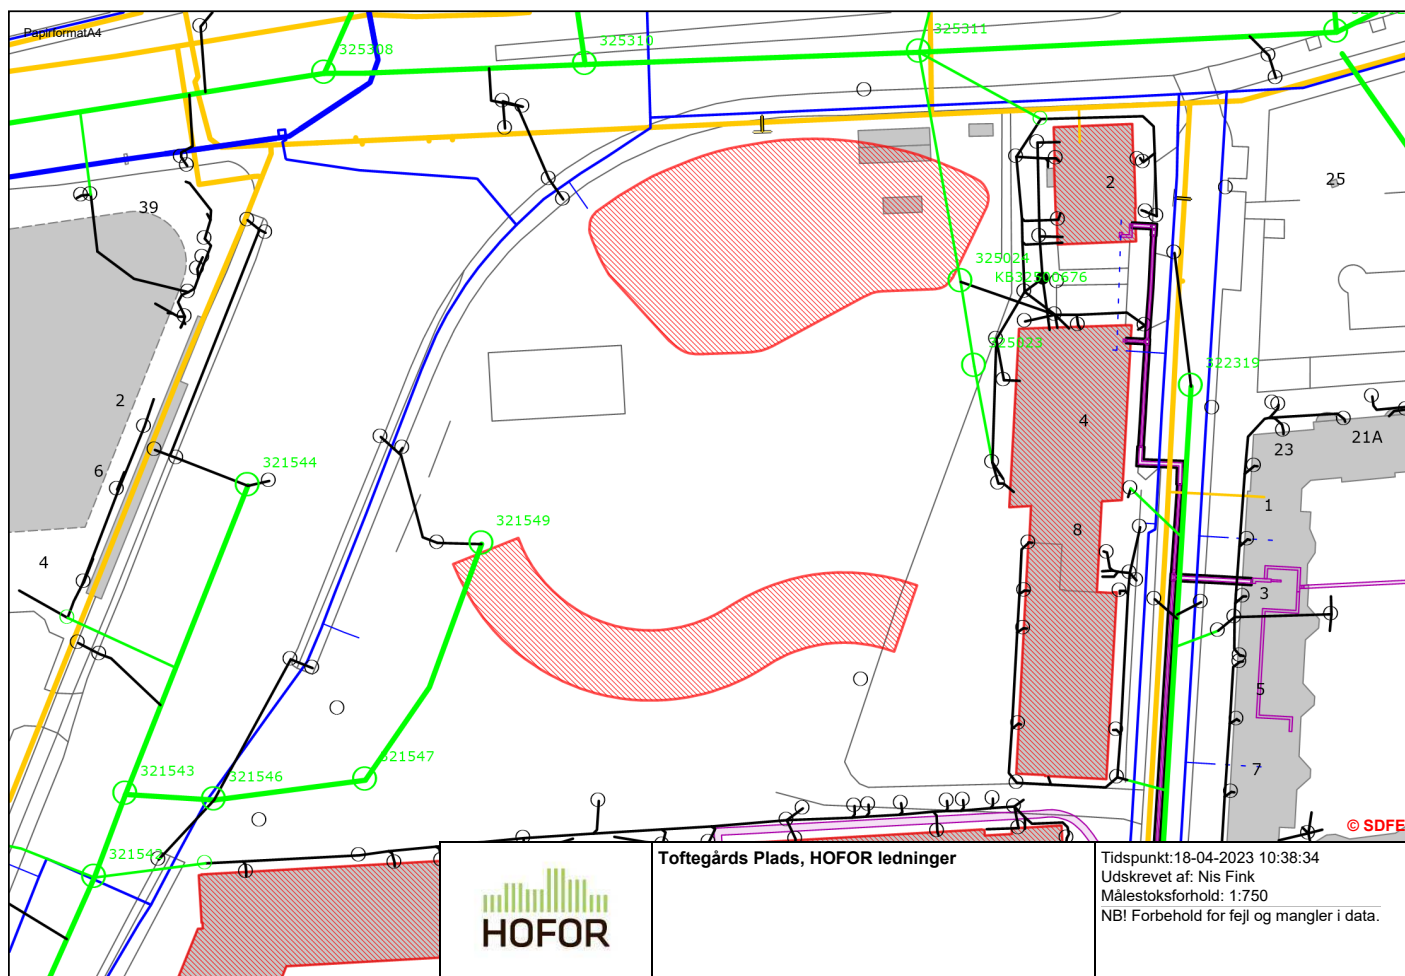 PapirformatA4
325308
325310
325311
39
2
25
325024
KB32500676
325023
322319
2
4
6
23
21A
321544
1
321549
8
4
3
5
321543
321546
321547
7
321542
© SDFE
HOFOR
Toftegårds Plads, HOFOR ledninger
Tidspunkt:18-04-2023 10:38:34
Udskrevet af: Nis Fink
Målestoksforhold: 1:750
NB! Forbehold for fejl og mangler i data.